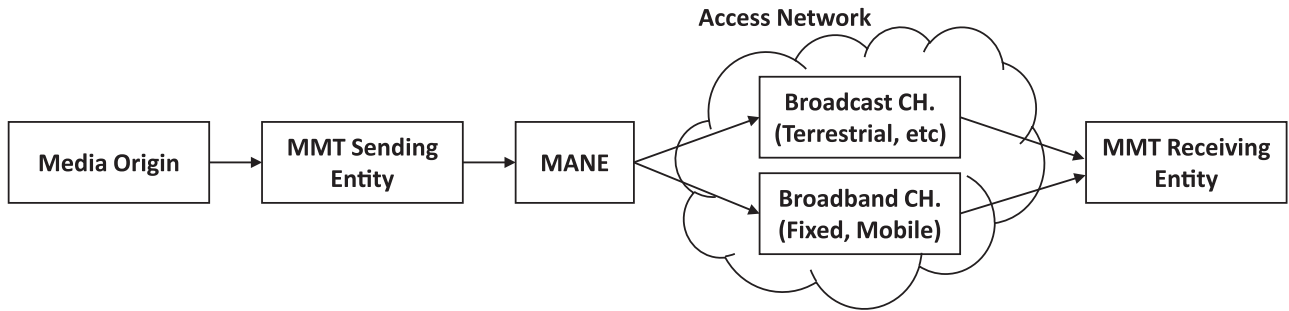 Access Network
Media Origin
MMT Sending
Entity
MANE
Broadcast CH.
(Terrestrial, etc)
Broadband CH.
(Fixed, Mobile)
MMT Receiving
Entity